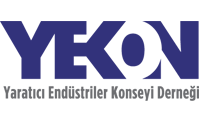 YEKON
Yaratıcı Endüstriler Konseyi Derneği